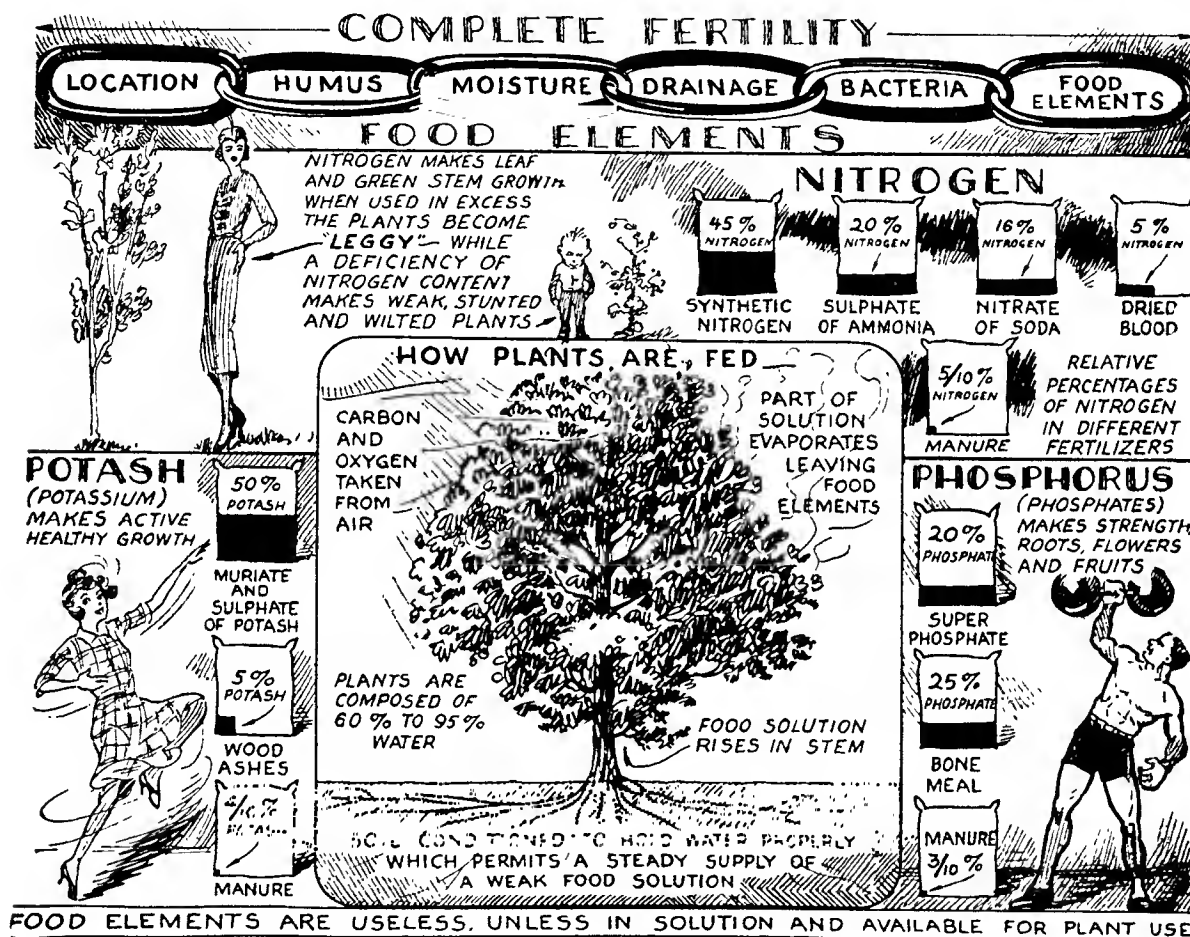 COMPLETE FERTILITY
LOCATION
HUMUS
MOISTURE
DRAINAGE
BACTERIA
FOOD
ELEMENTS
FOOD ELEMENTS
NITROGEN MAKES LEAF
AND GREEN STEM GROWTH
WHEN USED IN EXCESS
THE PLANTS BECOME
"LEGGY" — WHILE
A DEFICIENCY OF
NITROGEN CONTENT
MAKES WEAK, STUNTED
AND WILTED PLANTS
NITROGEN
45%
NITROGEN
SYNTHETIC
NITROGEN
20%
NITROGEN
SULPHATE
OF AMMONIA
16%
NITROGEN
NITRATE
OF SODA
5%
NITROGEN
DRIED
BLOOD
5/10%
NITROGEN
MANURE
RELATIVE
PERCENTAGES
OF NITROGEN
IN DIFFERENT
FERTILIZERS
POTASH
(POTASSIUM)
MAKES ACTIVE
HEALTHY GROWTH
50%
POTASH
MURIATE
AND
SULPHATE
OF POTASH
5%
POTASH
WOOD
ASHES
MANURE
HOW PLANTS ARE FED
CARBON
AND
OXYGEN
TAKEN
FROM
AIR
PART OF
SOLUTION
EVAPORATES
LEAVING
FOOD
ELEMENTS
PLANTS ARE
COMPOSED OF
60% TO 95%
WATER
FOOD SOLUTION
RISES IN STEM
SOIL CONDITIONED TO HOLD WATER PROPERLY
WHICH PERMITS A STEADY SUPPLY OF
A WEAK FOOD SOLUTION
PHOSPHORUS
(PHOSPHATES)
MAKES STRENGTH
ROOTS, FLOWERS
AND FRUITS
20%
PHOSPHATE
SUPER
PHOSPHATE
25%
PHOSPHATE
BONE
MEAL
MANURE
3/10%
FOOD ELEMENTS ARE USELESS, UNLESS IN SOLUTION AND AVAILABLE FOR PLANT USE